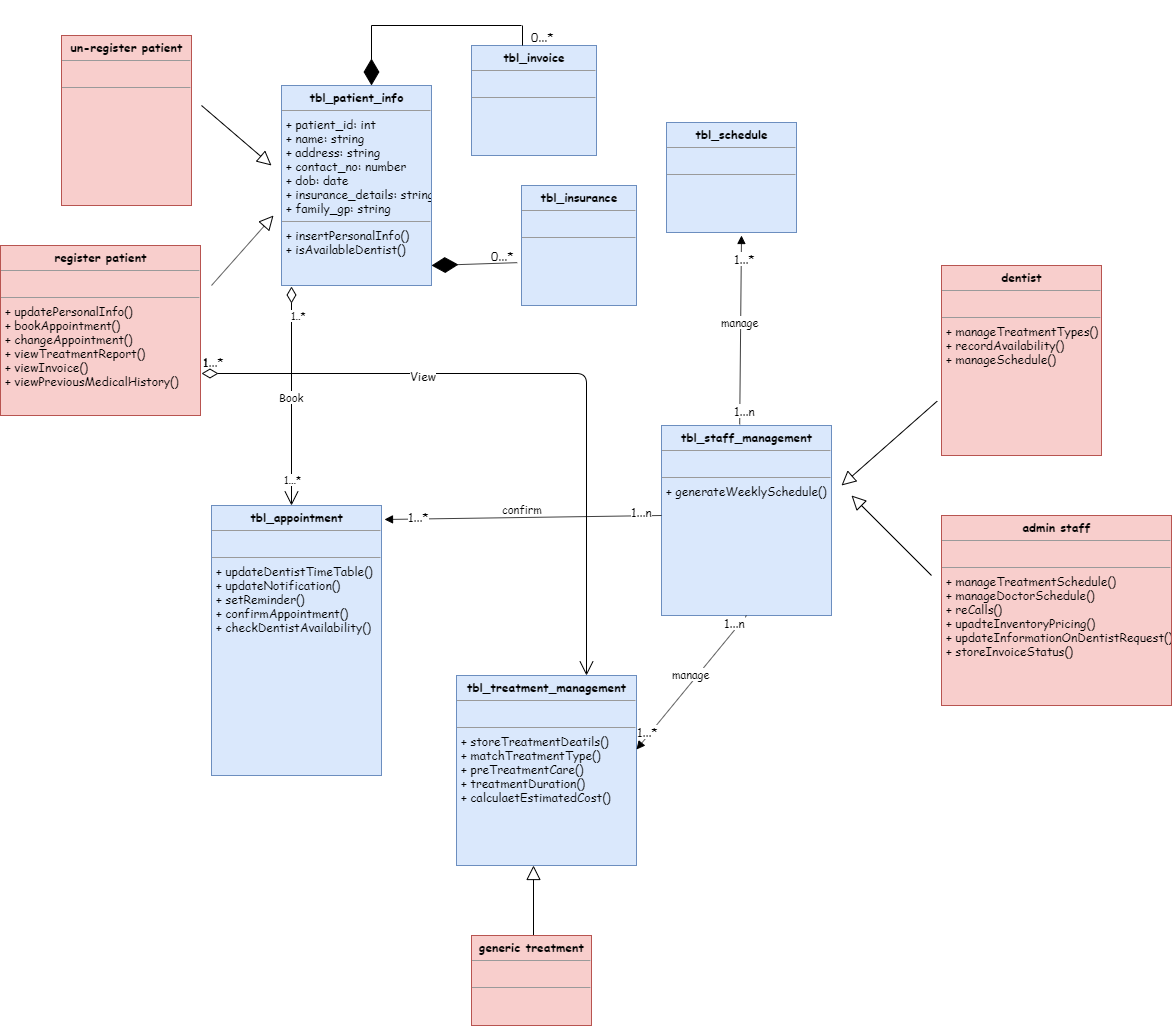 un-register patient
0...*
tbl_invoice
tbl_patient_info
+ patient_id: int
+ name: string
+ address: string
+ contact_no: number
+ dob: date
+ insurance_details: string
+ family_gp: string
+ insertPersonalInfo()
+ isAvailableDentist()
tbl_schedule
tbl_insurance
0...*
register patient
+ updatePersonalInfo()
+ bookAppointment()
+ changeAppointment()
+ viewTreatmentReport()
+ viewInvoice()
+ viewPreviousMedicalHistory()
1..*
1...*
View
Book
1...*
1...*
manage
1...n
dentist
+ manageTreatmentTypes()
+ recordAvailability()
+ manageSchedule()
tbl_staff_management
+ generateWeeklySchedule()
tbl_appointment
+ updateDentistTimeTable()
+ updateNotification()
+ setReminder()
+ confirmAppointment()
+ checkDentistAvailability()
1...*
confirm
1...n
admin staff
+ manageTreatmentSchedule()
+ manageDoctorSchedule()
+ reCalls()
+ upadteInventoryPricing()
+ updateInformationOnDentistRequest()
+ storeInvoiceStatus()
1...n
manage
1...*
tbl_treatment_management
+ storeTreatmentDeatils()
+ matchTreatmentType()
+ preTreatmentCare()
+ treatmentDuration()
+ calculaetEstimatedCost()
generic treatment